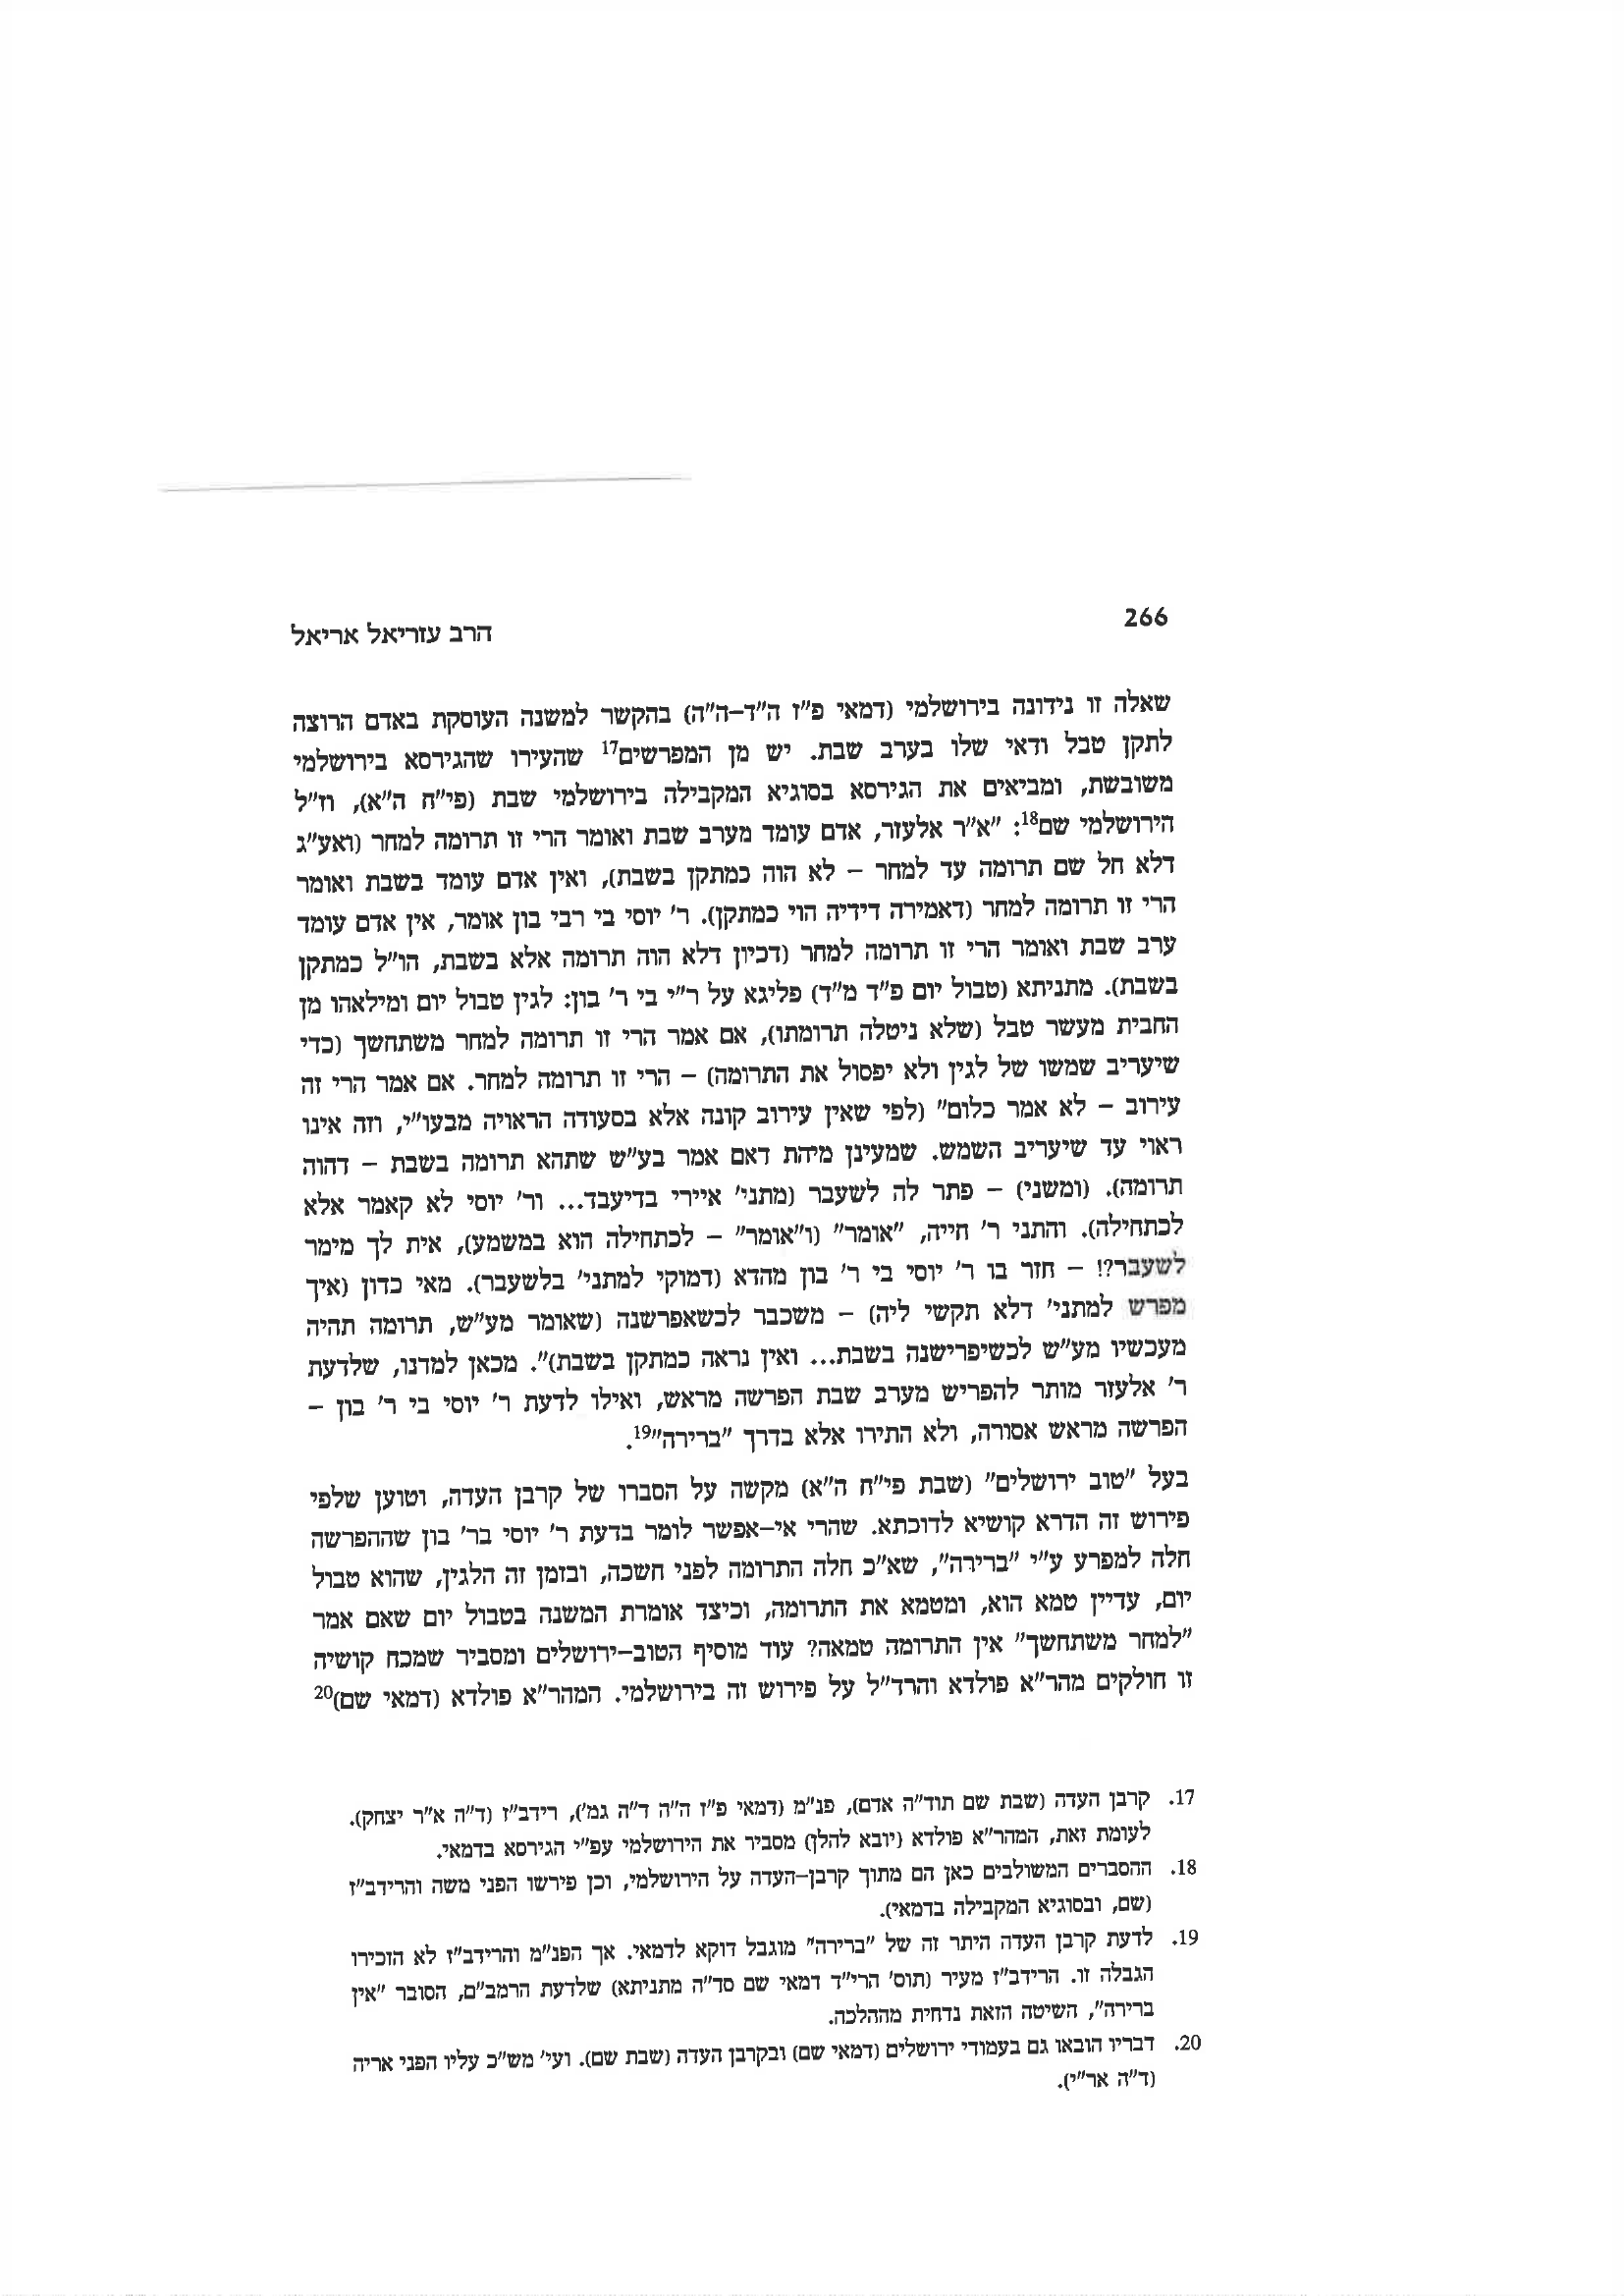 266
הרב עזריאל אריאל
שאלה זו נידונה בירושלמי (דמאי פ"ז ה"ד–ה"ה) בהקשר למשנה העוסקת באדם הרוצה
לתקן טבל ודאי שלו בערב שבת. יש מן המפרשים17 שהעירו שהגירסא בירושלמי
משובשת, ומביאים את הגירסא בסוגיא המקבילה בירושלמי שבת (פי"ח ה"א), וז"ל
הירושלמי שם18: "א"ר אלעזר, אדם עומד מערב שבת ואומר הרי זו תרומה למחר (ואע"ג
דלא חל שם תרומה עד למחר – לא הוה כמתקן בשבת), ואין אדם עומד בשבת ואומר
הרי זו תרומה למחר (דאמירה דידיה הוי כמתקן). ר' יוסי בי רבי בון אומר, אין אדם עומד
ערב שבת ואומר הרי זו תרומה למחר (דכיון דלא הוה תרומה אלא בשבת, הו"ל כמתקן
בשבת). מתניתא (טבול יום פ"ד מ"ד) פליגא על ר"י בי ר' בון: לגין טבול יום ומילאהו מן
החבית מעשר טבל (שלא ניטלה תרומתו), אם אמר הרי זו תרומה למחר משתחשך (כדי
שיעריב שמשו של לגין ולא יפסול את התרומה) – הרי זו תרומה למחר. אם אמר הרי זה
עירוב – לא אמר כלום" (לפי שאין עירוב קונה אלא בסעודה הראויה מבעו"י, וזה אינו
ראוי עד שיעריב השמש. שמעינן מיהת דאם אמר בע"ש שתהא תרומה בשבת – דהוה
תרומה). (ומשני) – פתר לה לשעבר (מתני' איירי בדיעבד... ור' יוסי לא קאמר אלא
לכתחילה). והתני ר' חייה, "אומר" (ו"אומר" – לכתחילה הוא במשמע), אית לך מימר
לשעבר?! – חזר בו ר' יוסי בי ר' בון מהדא (דמוקי למתני' בלשעבר). מאי כדון (איך
מפרש למתני' דלא תקשי ליה) – משכבר לכשאפרשנה (שאומר מע"ש, תרומה תהיה
מעכשיו מע"ש לכשיפרישנה בשבת... ואין נראה כמתקן בשבת)". מכאן למדנו, שלדעת
ר' אלעזר מותר להפריש מערב שבת הפרשה מראש, ואילו לדעת ר' יוסי בי ר' בון –
הפרשה מראש אסורה, ולא התירו אלא בדרך "ברירה"19.
בעל "טוב ירושלים" (שבת פי"ח ה"א) מקשה על הסברו של קרבן העדה, וטוען שלפי
פירוש זה הדרא קושיא לדוכתא. שהרי אי–אפשר לומר בדעת ר' יוסי בר' בון שההפרשה
חלה למפרע ע"י "ברירה", שא"כ חלה התרומה לפני חשכה, ובזמן זה הלגין, שהוא טבול
יום, עדיין טמא הוא, ומטמא את התרומה, וכיצד אומרת המשנה בטבול יום שאם אמר
"למחר משתחשך" אין התרומה טמאה? עוד מוסיף הטוב–ירושלים ומסביר שמכח קושיה
זו חולקים מהר"א פולדא והרד"ל על פירוש זה בירושלמי. המהר"א פולדא (דמאי שם)20
17. קרבן העדה (שבת שם תוד"ה אדם), פנ"מ (דמאי פ"ז ה"ה ד"ה גמ'), רידב"ז (ד"ה א"ר יצחק).
לעומת זאת, המהר"א פולדא (יובא להלן) מסביר את הירושלמי עפ"י הגירסא בדמאי.
18. ההסברים המשולבים כאן הם מתוך קרבן–העדה על הירושלמי, וכן פירשו הפני משה והרידב"ז
(שם, ובסוגיא המקבילה בדמאי).
19. לדעת קרבן העדה היתר זה של "ברירה" מוגבל דוקא לדמאי. אך הפנ"מ והרידב"ז לא הזכירו
הגבלה זו. הרידב"ז מעיר (תוס' הרי"ד דמאי שם סד"ה מתניתא) שלדעת הרמב"ם, הסובר "אין
ברירה", השיטה הזאת נדחית מההלכה.
20. דבריו הובאו גם בעמודי ירושלים (דמאי שם) ובקרבן העדה (שבת שם). ועי' מש"כ עליו הפני אריה
(ד"ה אר"י).